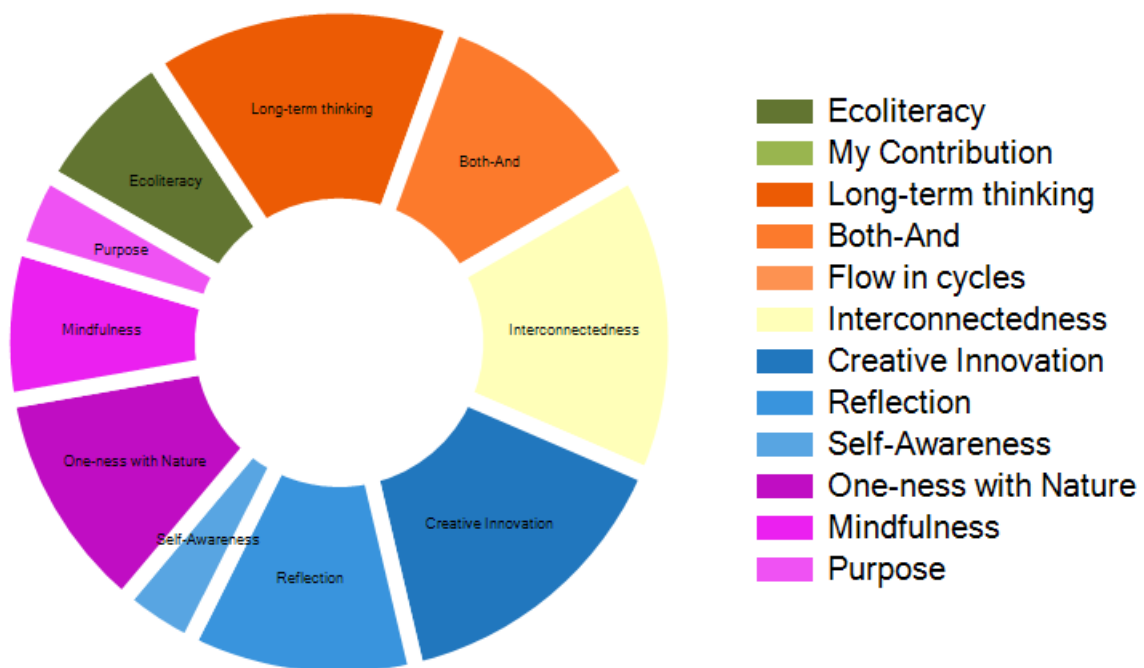 Long-term thinking
Both-And
Ecoliteracy
Purpose
Mindfulness
Interconnectedness
One-ness with Nature
Creative Innovation
Self-Awareness
Reflection
Ecoliteracy
My Contribution
Long-term thinking
Both-And
Flow in cycles
Interconnectedness
Creative Innovation
Reflection
Self-Awareness
One-ness with Nature
Mindfulness
Purpose